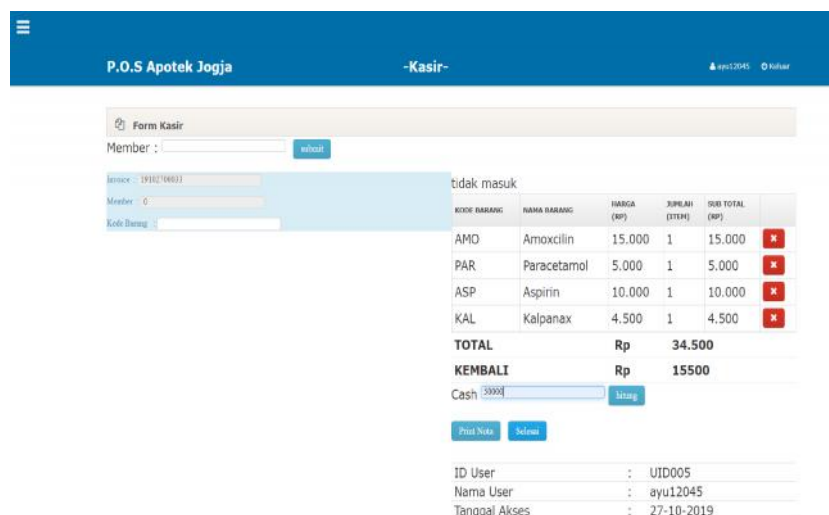 P.O.S Apotek Jogja -Kasir- ayu12045 Keluar
Form Kasir
Member : submit
Invoice :
Member : 0
Kode Barang :
tidak masuk
KODE BARANG NAMA BARANG HARGA (RP) JUMLAH (ITEM) SUB TOTAL (RP)
AMO Amoxcilin 15.000 1 15.000
PAR Paracetamol 5.000 1 5.000
ASP Aspirin 10.000 1 10.000
KAL Kalpanax 4.500 1 4.500
TOTAL Rp 34.500
KEMBALI Rp 15500
Cash 50000 hitung
Print Nota Selesai
ID User : UID005
Nama User : ayu12045
Tanggal Akses : 27-10-2019